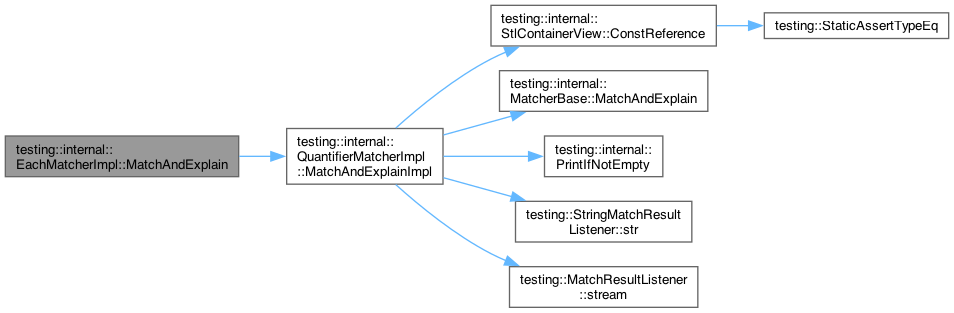 testing::internal::
EachMatcherImpl::MatchAndExplain
testing::internal::
QuantifierMatcherImpl
::MatchAndExplainImpl
testing::internal::
StlContainerView::ConstReference
testing::StaticAssertTypeEq
testing::internal::
MatcherBase::MatchAndExplain
testing::internal::
PrintIfNotEmpty
testing::StringMatchResult
Listener::str
testing::MatchResultListener
::stream